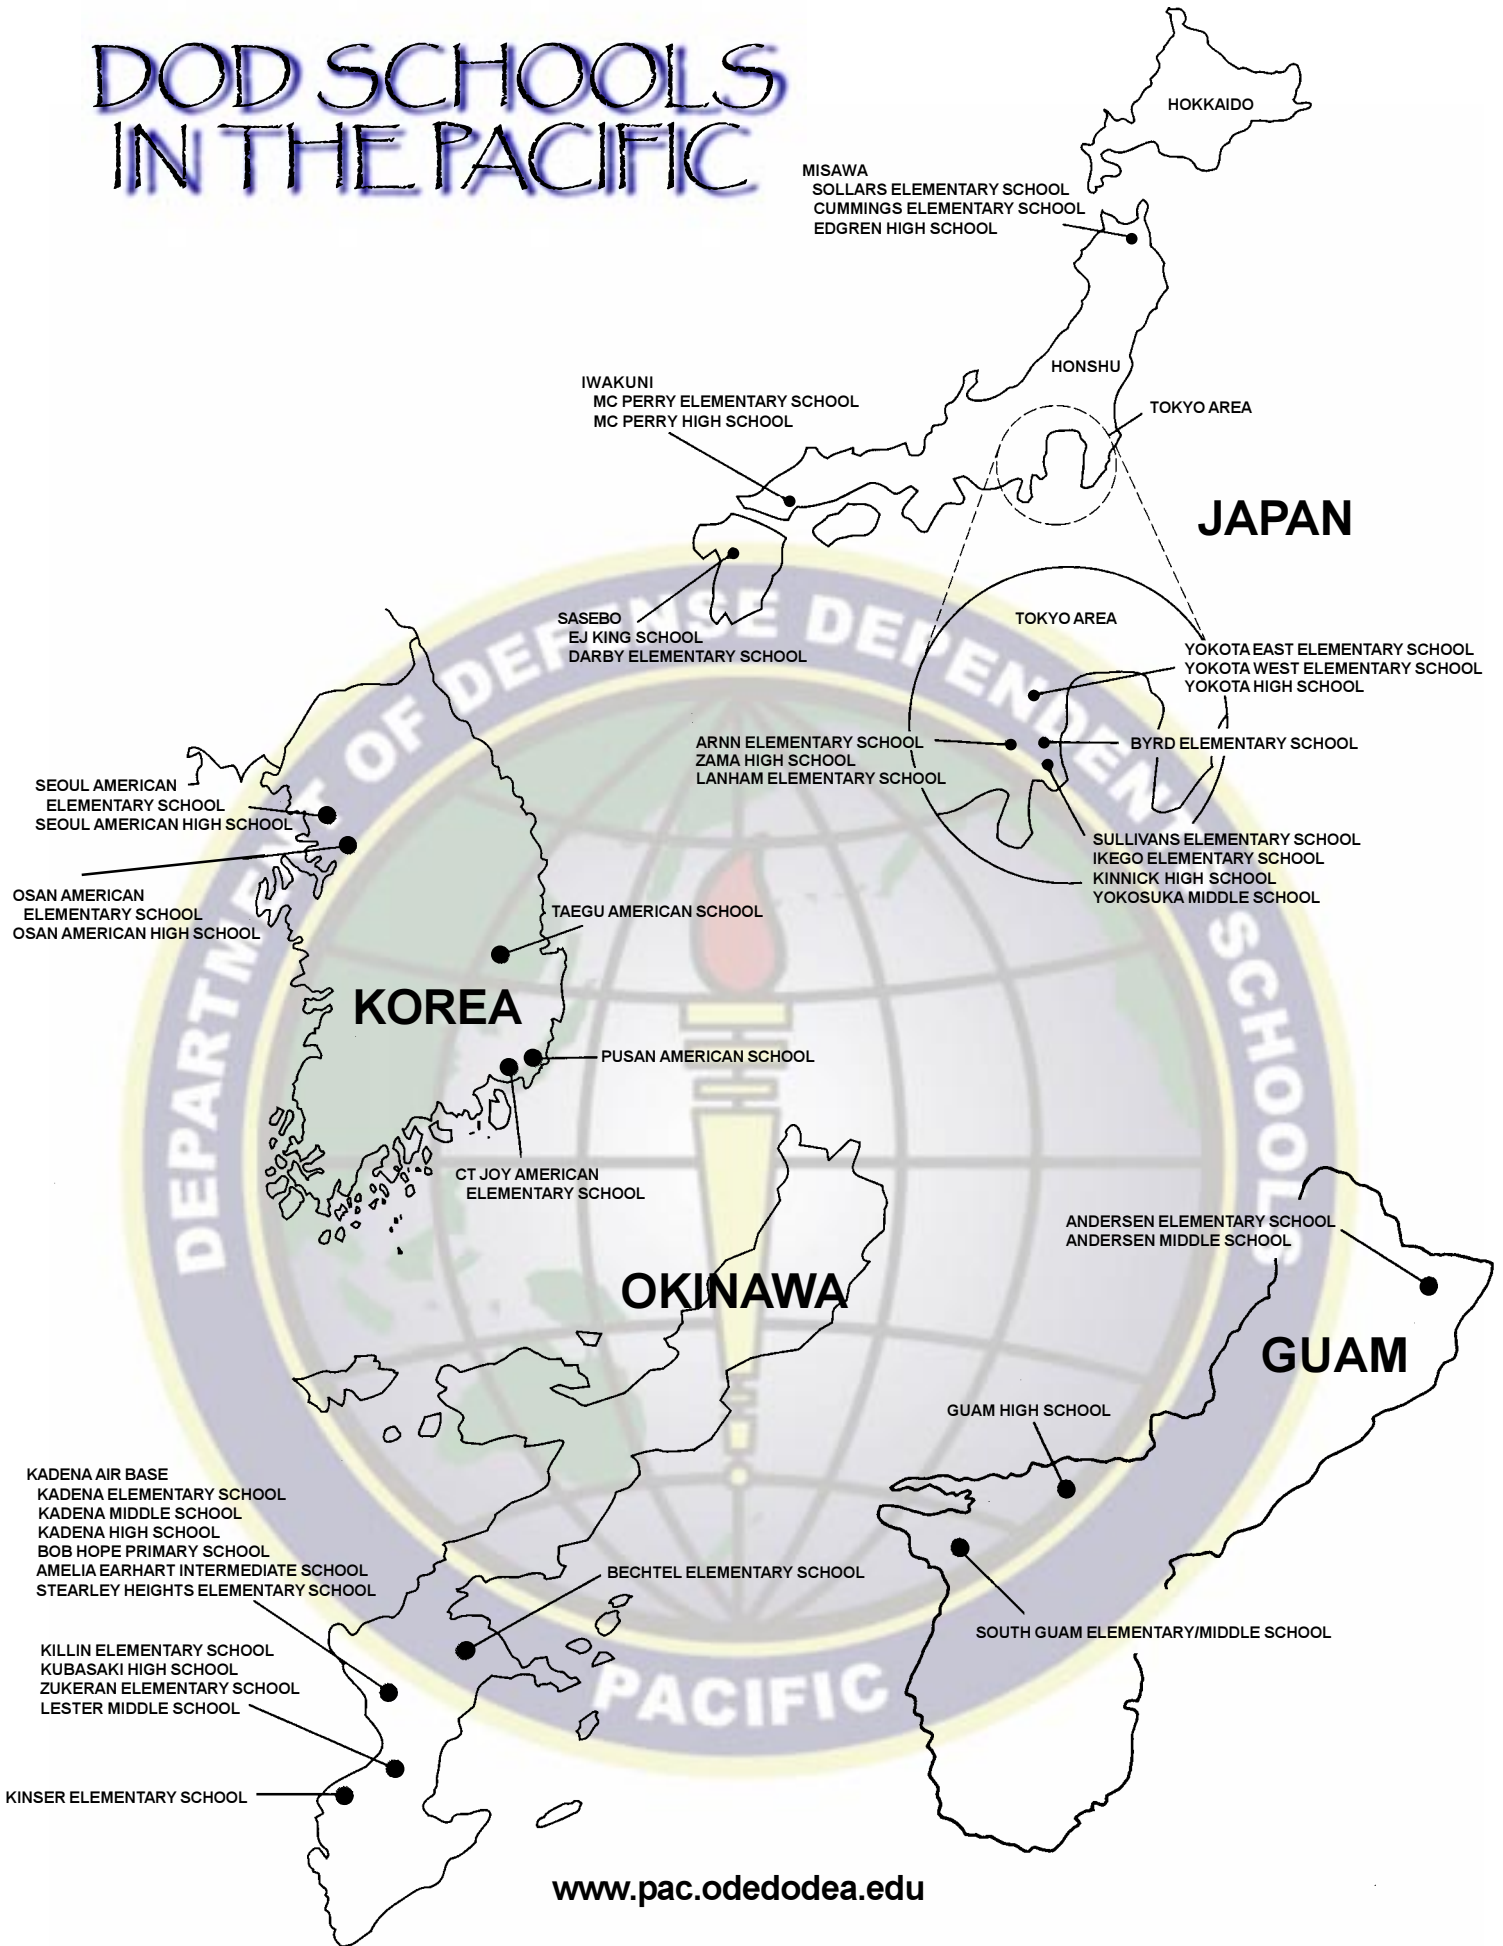 DOD SCHOOLS
IN THE PACIFIC
HOKKAIDO
MISAWA
SOLLARS ELEMENTARY SCHOOL
CUMMINGS ELEMENTARY SCHOOL
EDGREN HIGH SCHOOL
HONSHU
IWAKUNI
MC PERRY ELEMENTARY SCHOOL
MC PERRY HIGH SCHOOL
TOKYO AREA
JAPAN
SASEBO
EJ KING SCHOOL
DARBY ELEMENTARY SCHOOL
TOKYO AREA
YOKOTA EAST ELEMENTARY SCHOOL
YOKOTA WEST ELEMENTARY SCHOOL
YOKOTA HIGH SCHOOL
ARNN ELEMENTARY SCHOOL
ZAMA HIGH SCHOOL
LANHAM ELEMENTARY SCHOOL
BYRD ELEMENTARY SCHOOL
SULLIVANS ELEMENTARY SCHOOL
IKEGO ELEMENTARY SCHOOL
KINNICK HIGH SCHOOL
YOKOSUKA MIDDLE SCHOOL
SEOUL AMERICAN
ELEMENTARY SCHOOL
SEOUL AMERICAN HIGH SCHOOL
OSAN AMERICAN
ELEMENTARY SCHOOL
OSAN AMERICAN HIGH SCHOOL
TAEGU AMERICAN SCHOOL
KOREA
PUSAN AMERICAN SCHOOL
CT JOY AMERICAN
ELEMENTARY SCHOOL
DEPARTMENT OF DEFENSE DEPENDENTS SCHOOLS
PACIFIC
OKINAWA
ANDERSEN ELEMENTARY SCHOOL
ANDERSEN MIDDLE SCHOOL
GUAM
GUAM HIGH SCHOOL
SOUTH GUAM ELEMENTARY/MIDDLE SCHOOL
KADENA AIR BASE
KADENA ELEMENTARY SCHOOL
KADENA MIDDLE SCHOOL
KADENA HIGH SCHOOL
BOB HOPE PRIMARY SCHOOL
AMELIA EARHART INTERMEDIATE SCHOOL
STEARLEY HEIGHTS ELEMENTARY SCHOOL
BECHTEL ELEMENTARY SCHOOL
KILLIN ELEMENTARY SCHOOL
KUBASAKI HIGH SCHOOL
ZUKERAN ELEMENTARY SCHOOL
LESTER MIDDLE SCHOOL
KINSER ELEMENTARY SCHOOL
www.pac.odedodea.edu